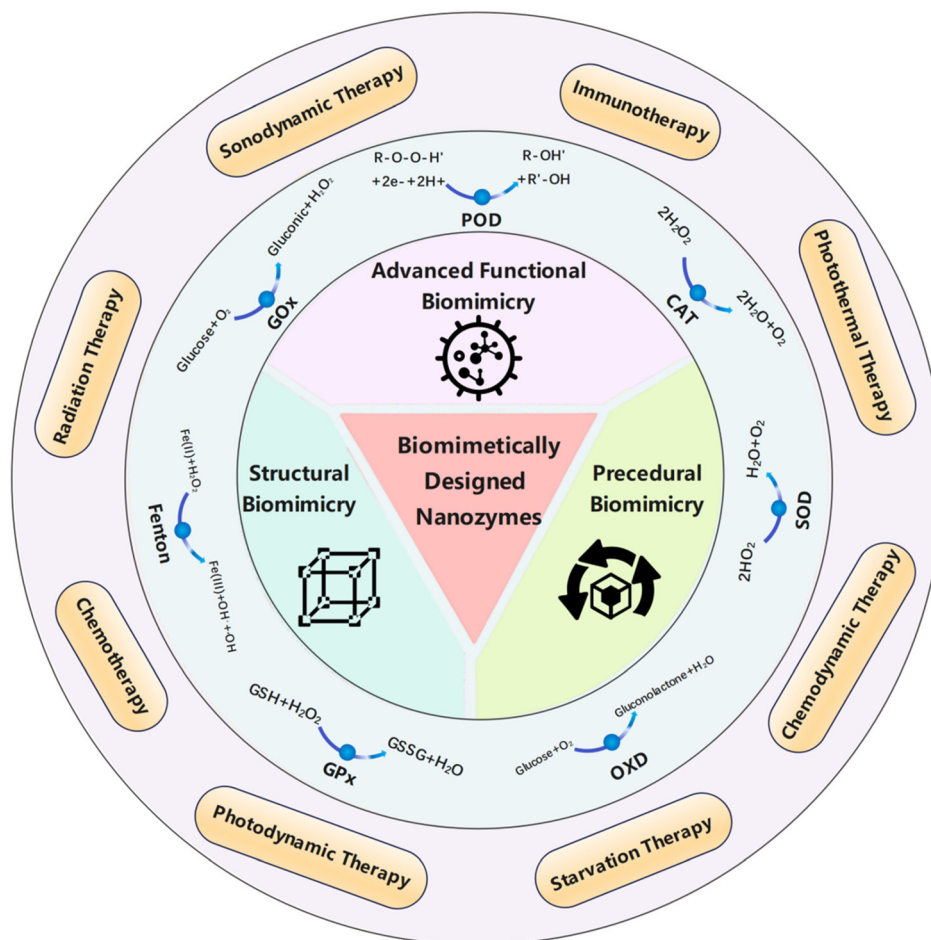 Sonodynamic Therapy
Immunotherapy
Photothermal Therapy
Chemodynamic Therapy
Starvation Therapy
Photodynamic Therapy
Chemotherapy
Radiation Therapy
R-O-O-H'
+2e-+2H+
R-OH'
+R'-OH
POD
2H₂O₂
2H₂O+O₂
CAT
H₂O+O₂
2HO₂
SOD
Glucose+O₂
Gluconolactone+H₂O
OXD
GSH+H₂O₂
GSSG+H₂O
GPx
Fe(II)+H₂O₂
Fe(III)+OH·+OH
Fenton
Glucose+O₂
Gluconic+H₂O₂
GOx
Advanced Functional
Biomimicry
Structural
Biomimicry
Precedural
Biomimicry
Biomimetically
Designed
Nanozymes